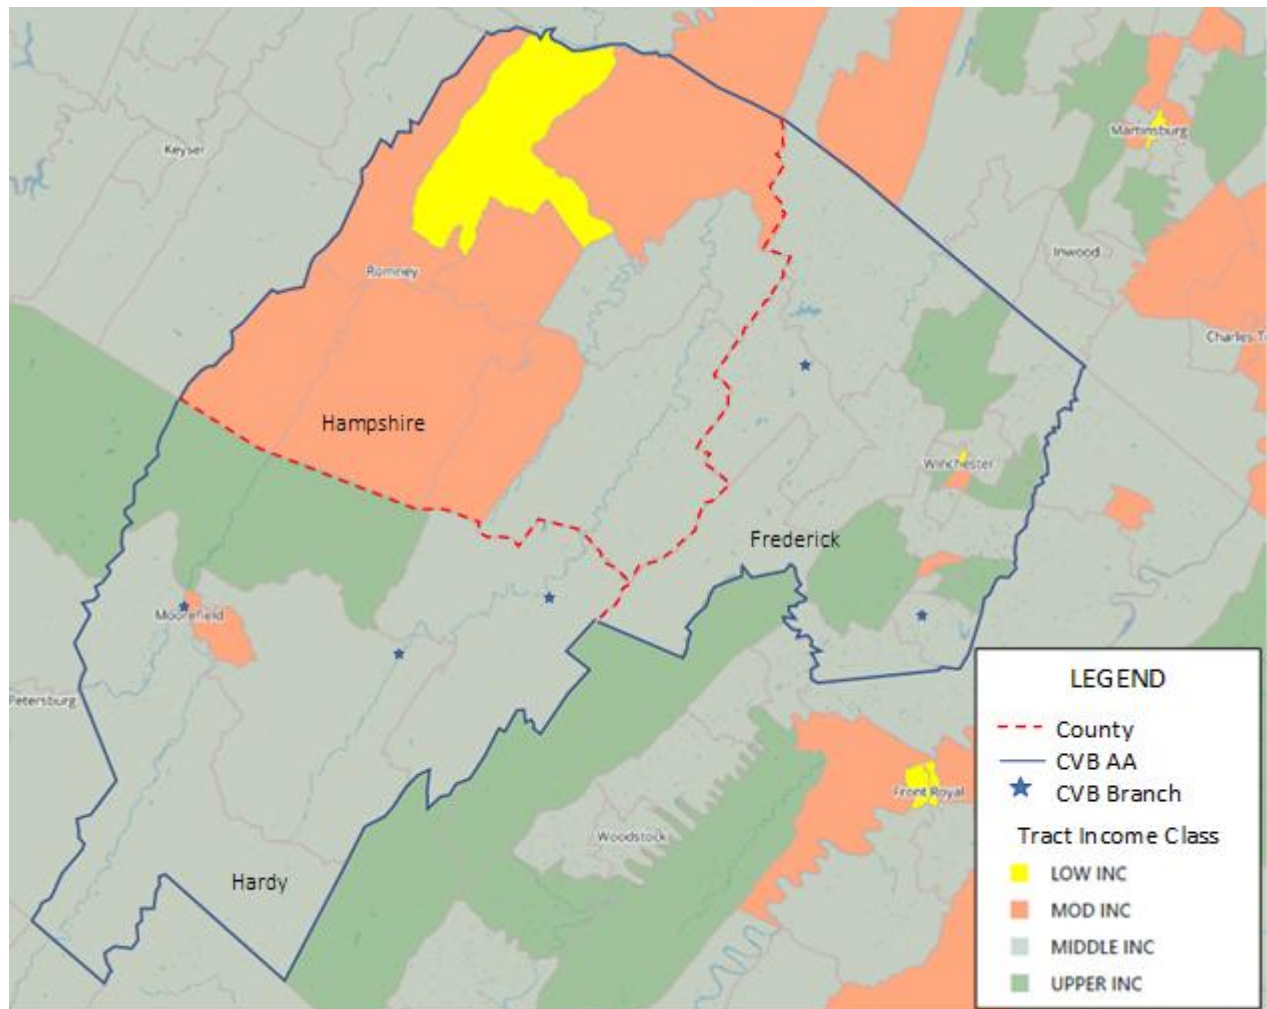 Martinsburg
Keyser
Inwood
Romney
Charles T
Hampshire
Winchester
Frederick
Moorefield
Petersburg
LEGEND
County
CVB AA
CVB Branch
Front Royal
Woodstock
Tract Income Class
Hardy
LOW INC
MOD INC
MIDDLE INC
UPPER INC